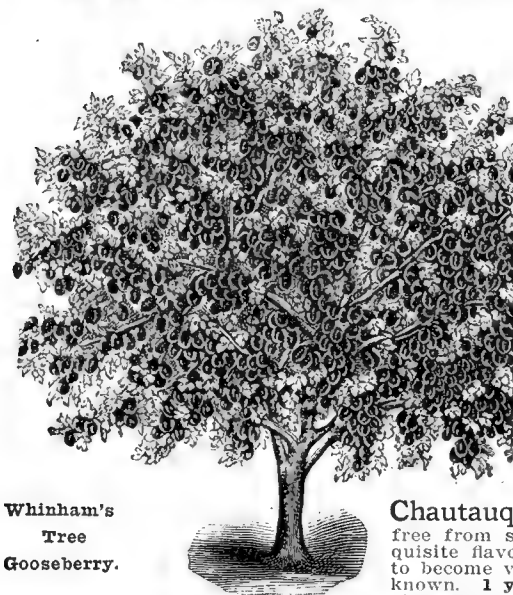 Whinham's
Tree
Gooseberry.
Chautauq
free from s
quisite flavo
to become v
known. 1 y